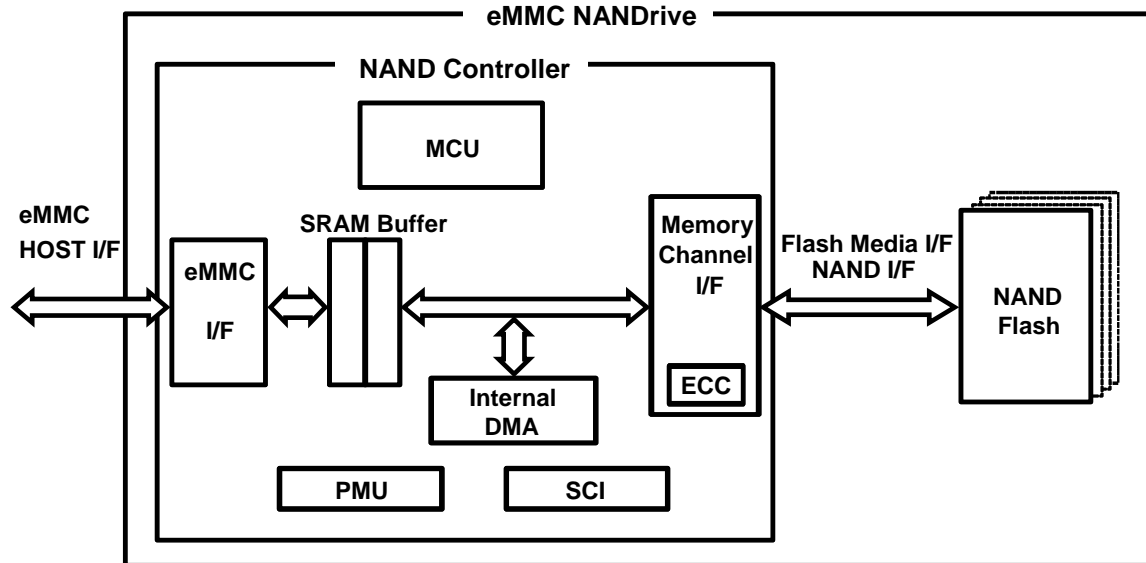 eMMC NANDrive
NAND Controller
MCU
eMMC
HOST I/F
SRAM Buffer
eMMC
I/F
Memory
Channel
I/F
ECC
Flash Media I/F
NAND I/F
NAND
Flash
Internal
DMA
PMU
SCI